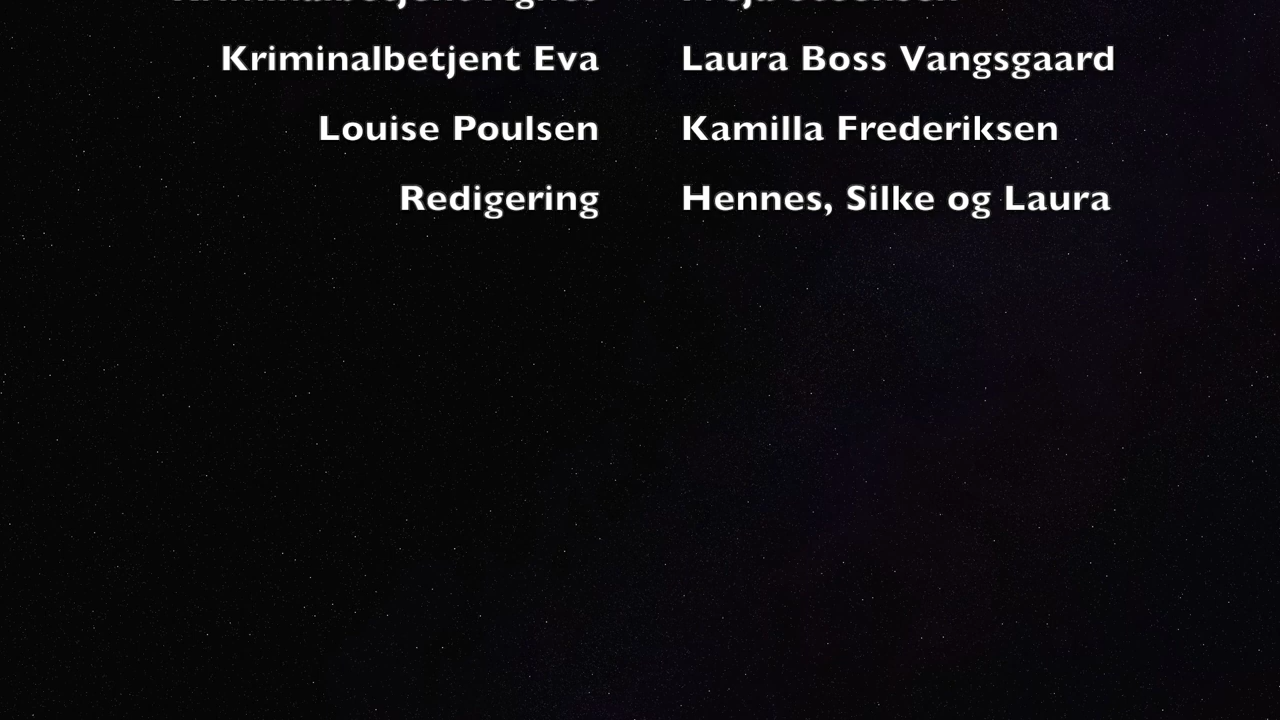 Kriminalbetjent Eva Laura Boss Vangsgaard
Louise Poulsen Kamilla Frederiksen
Redigering Hennes, Silke og Laura